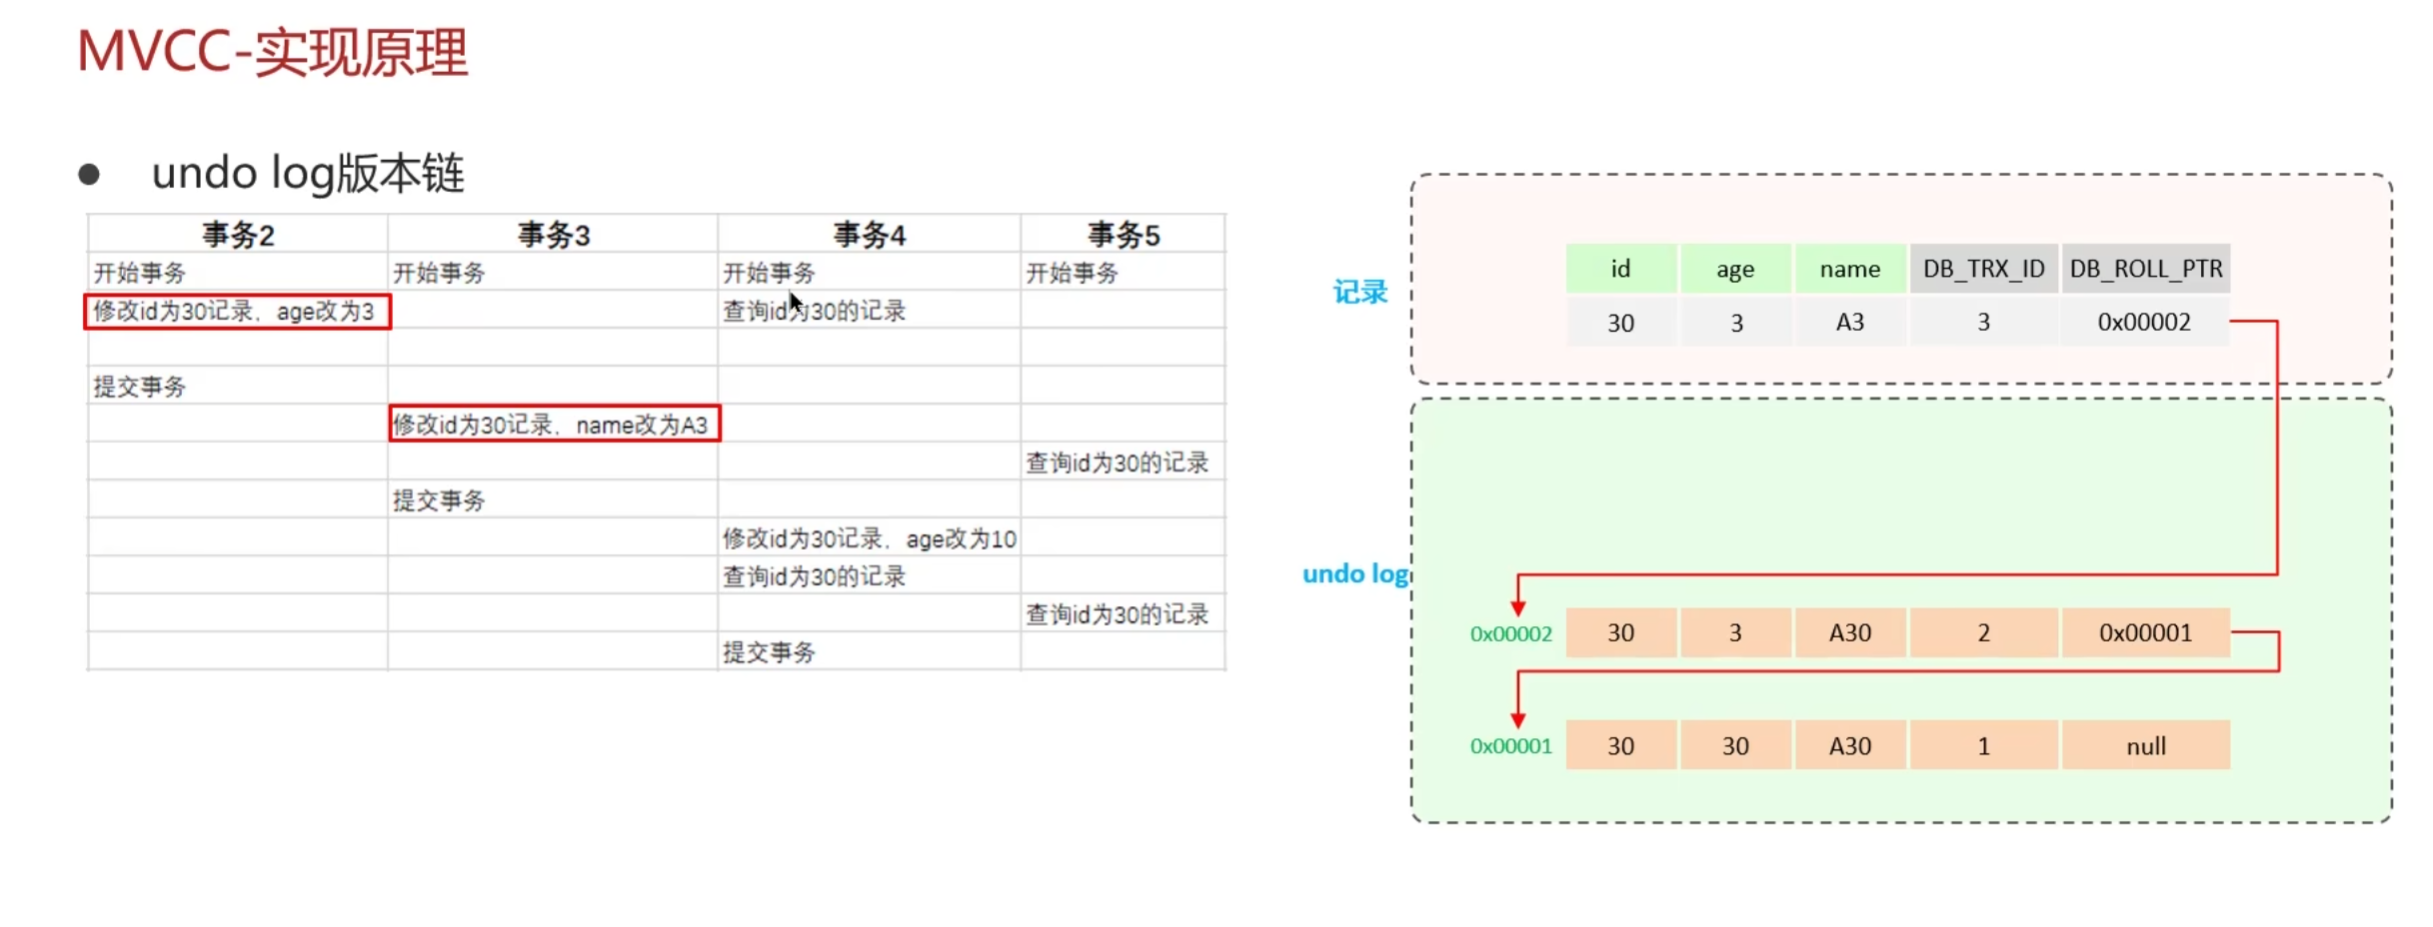 MVCC-实现原理
● undo log版本链
事务2 事务3 事务4 事务5
开始事务 开始事务 开始事务 开始事务
修改id为30记录，age改为3 查询id为30的记录
提交事务
修改id为30记录，name改为A3
查询id为30的记录
提交事务
修改id为30记录，age改为10
查询id为30的记录
查询id为30的记录
提交事务
记录
id age name DB_TRX_ID DB_ROLL_PTR
30 3 A3 3 0x00002
undo log
0x00002 30 3 A30 2 0x00001
0x00001 30 30 A30 1 null